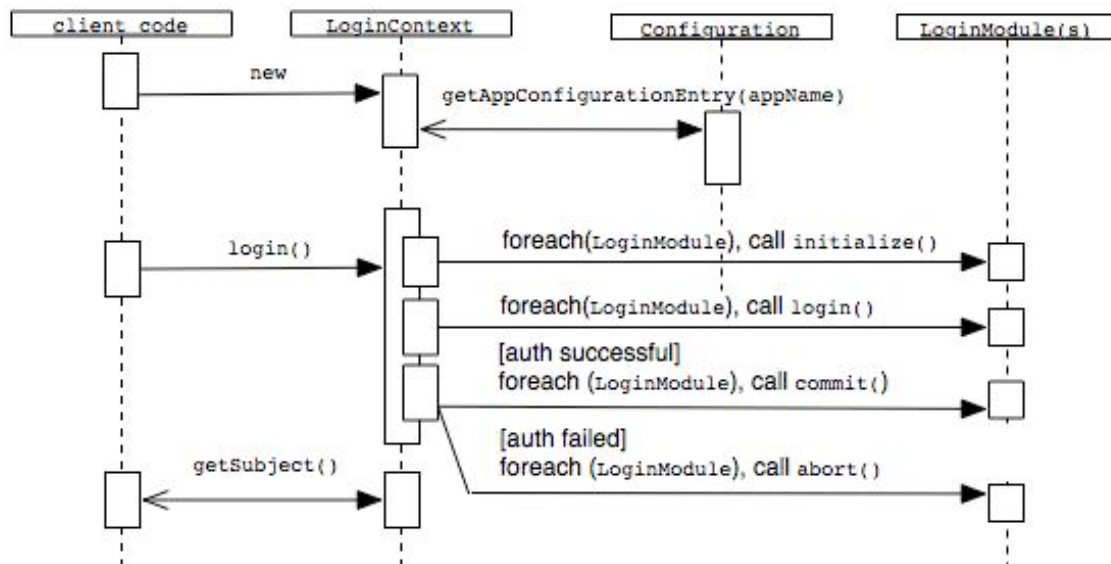 client code
LoginContext
Configuration
LoginModule(s)
new
getAppConfigurationEntry(appName)
login()
foreach(LoginModule), call initialize()
foreach(LoginModule), call login()
[auth successful]
foreach (LoginModule), call commit()
[auth failed]
foreach (LoginModule), call abort()
getSubject()